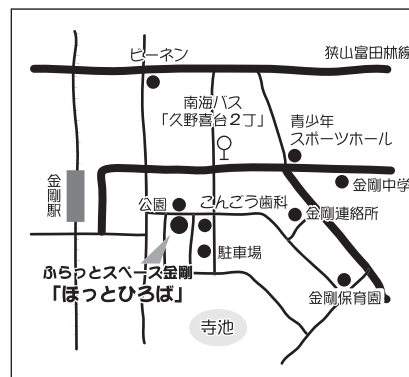 ビーネン
狭山富田林線
南海バス
「久野喜台２丁」
青少年
スポーツホール
金剛駅
金剛中学
公園
こんごう歯科
金剛連絡所
駐車場
ふらっとスペース金剛
「ほっとひろば」
金剛保育園
寺池